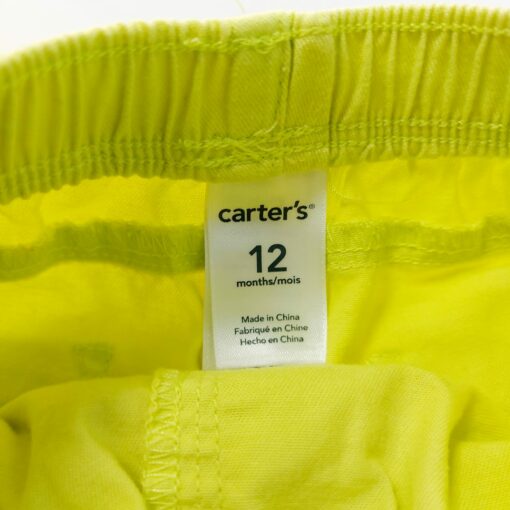 carter's®
12
months/mois
Made in China
Fabriqué en Chine
Hecho en China